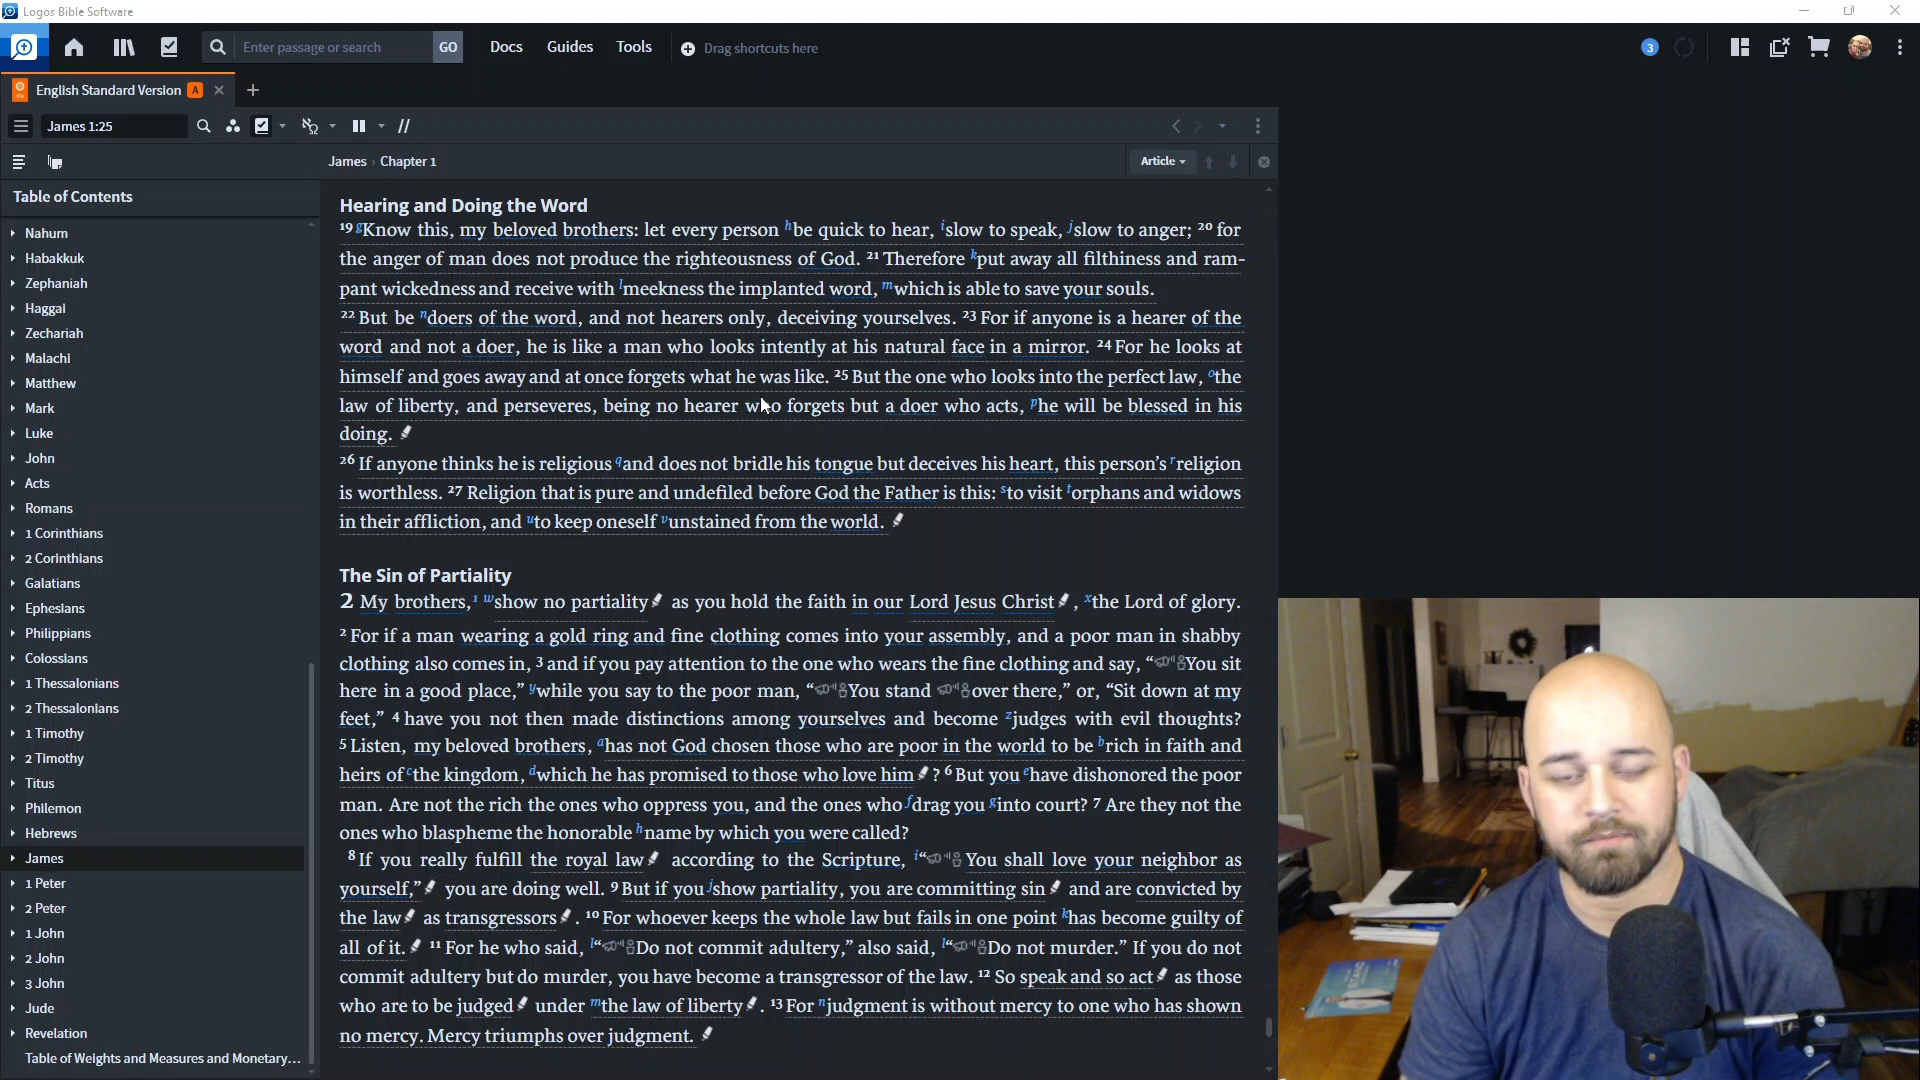 Logos Bible Software
Enter passage or search
GO
Docs
Guides
Tools
Drag shortcuts here
3
English Standard Version A
James 1:25
James › Chapter 1
Article
Table of Contents
Nahum
Habakkuk
Zephaniah
Haggai
Zechariah
Malachi
Matthew
Mark
Luke
John
Acts
Romans
1 Corinthians
2 Corinthians
Galatians
Ephesians
Philippians
Colossians
1 Thessalonians
2 Thessalonians
1 Timothy
2 Timothy
Titus
Philemon
Hebrews
James
1 Peter
2 Peter
1 John
2 John
3 John
Jude
Revelation
Table of Weights and Measures and Monetary...
Hearing and Doing the Word
19 g Know this, my beloved brothers: let every person h be quick to hear, i slow to speak, j slow to anger; 20 for
the anger of man does not produce the righteousness of God. 21 Therefore k put away all filthiness and ram-
pant wickedness and receive with l meekness the implanted word, m which is able to save your souls.
22 But be n doers of the word, and not hearers only, deceiving yourselves. 23 For if anyone is a hearer of the
word and not a doer, he is like a man who looks intently at his natural face in a mirror. 24 For he looks at
himself and goes away and at once forgets what he was like. 25 But the one who looks into the perfect law, o the
law of liberty, and perseveres, being no hearer who forgets but a doer who acts, p he will be blessed in his
doing.
26 If anyone thinks he is religious q and does not bridle his tongue but deceives his heart, this person's r religion
is worthless. 27 Religion that is pure and undefiled before God the Father is this: s to visit t orphans and widows
in their affliction, and u to keep oneself v unstained from the world.
The Sin of Partiality
2 My brothers, 1 w show no partiality as you hold the faith in our Lord Jesus Christ, x the Lord of glory.
2 For if a man wearing a gold ring and fine clothing comes into your assembly, and a poor man in shabby
clothing also comes in, 3 and if you pay attention to the one who wears the fine clothing and say, “You sit
here in a good place,” y while you say to the poor man, “You stand over there,” or, “Sit down at my
feet,” 4 have you not then made distinctions among yourselves and become z judges with evil thoughts?
5 Listen, my beloved brothers, a has not God chosen those who are poor in the world to be b rich in faith and
heirs of c the kingdom, d which he has promised to those who love him? 6 But you e have dishonored the poor
man. Are not the rich the ones who oppress you, and the ones who f drag you g into court? 7 Are they not the
ones who blaspheme the honorable h name by which you were called?
8 If you really fulfill the royal law according to the Scripture, i “You shall love your neighbor as
yourself,” you are doing well. 9 But if you j show partiality, you are committing sin and are convicted by
the law as transgressors. 10 For whoever keeps the whole law but fails in one point k has become guilty of
all of it. 11 For he who said, l “Do not commit adultery,” also said, l “Do not murder.” If you do not
commit adultery but do murder, you have become a transgressor of the law. 12 So speak and so act as those
who are to be judged under m the law of liberty. 13 For n judgment is without mercy to one who has shown
no mercy. Mercy triumphs over judgment.